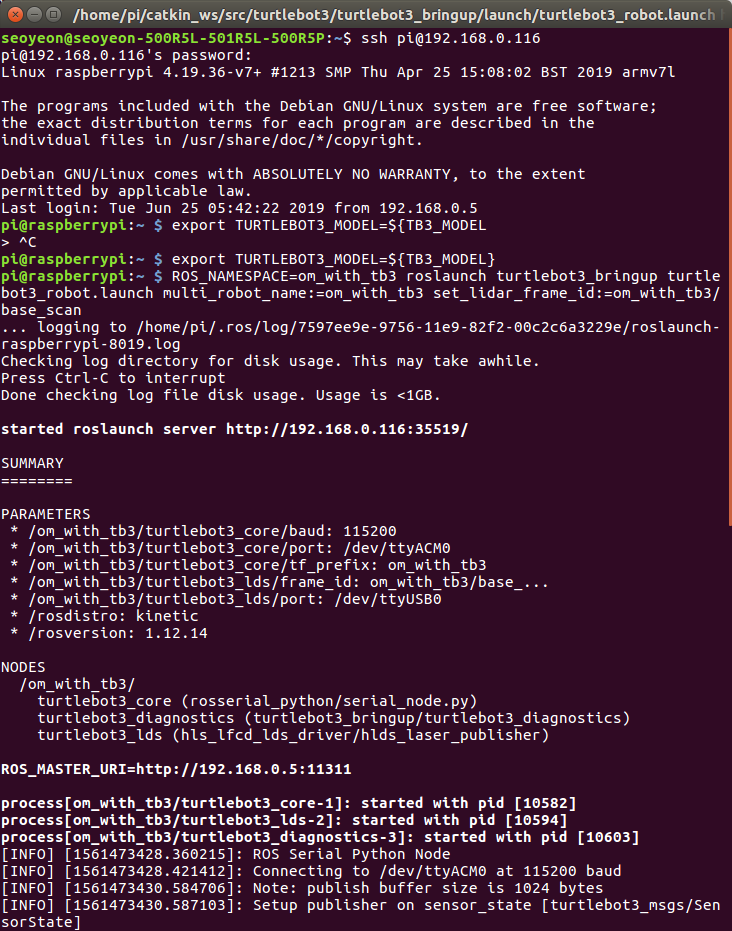 /home/pi/catkin_ws/src/turtlebot3/turtlebot3_bringup/launch/turtlebot3_robot.launch
seoyeon@seoyeon-500R5L-501R5L-500R5P:~$ ssh pi@192.168.0.116
pi@192.168.0.116's password:
Linux raspberrypi 4.19.36-v7+ #1213 SMP Thu Apr 25 15:08:02 BST 2019 armv7l

The programs included with the Debian GNU/Linux system are free software;
the exact distribution terms for each program are described in the
individual files in /usr/share/doc/*/copyright.

Debian GNU/Linux comes with ABSOLUTELY NO WARRANTY, to the extent
permitted by applicable law.
Last login: Tue Jun 25 05:42:22 2019 from 192.168.0.5
pi@raspberrypi:~ $ export TURTLEBOT3_MODEL=${TB3_MODEL
> ^C
pi@raspberrypi:~ $ export TURTLEBOT3_MODEL=${TB3_MODEL}
pi@raspberrypi:~ $ ROS_NAMESPACE=om_with_tb3 roslaunch turtlebot3_bringup turtle
bot3_robot.launch multi_robot_name:=om_with_tb3 set_lidar_frame_id:=om_with_tb3/
base_scan
... logging to /home/pi/.ros/log/7597ee9e-9756-11e9-82f2-00c2c6a3229e/roslaunch-
raspberrypi-8019.log
Checking log directory for disk usage. This may take awhile.
Press Ctrl-C to interrupt
Done checking log file disk usage. Usage is <1GB.

started roslaunch server http://192.168.0.116:35519/

SUMMARY
========

PARAMETERS
 * /om_with_tb3/turtlebot3_core/baud: 115200
 * /om_with_tb3/turtlebot3_core/port: /dev/ttyACM0
 * /om_with_tb3/turtlebot3_core/tf_prefix: om_with_tb3
 * /om_with_tb3/turtlebot3_lds/frame_id: om_with_tb3/base_...
 * /om_with_tb3/turtlebot3_lds/port: /dev/ttyUSB0
 * /rosdistro: kinetic
 * /rosversion: 1.12.14

NODES
  /om_with_tb3/
    turtlebot3_core (rosserial_python/serial_node.py)
    turtlebot3_diagnostics (turtlebot3_bringup/turtlebot3_diagnostics)
    turtlebot3_lds (hls_lfcd_lds_driver/hlds_laser_publisher)

ROS_MASTER_URI=http://192.168.0.5:11311

process[om_with_tb3/turtlebot3_core-1]: started with pid [10582]
process[om_with_tb3/turtlebot3_lds-2]: started with pid [10594]
process[om_with_tb3/turtlebot3_diagnostics-3]: started with pid [10603]
[INFO] [1561473428.360215]: ROS Serial Python Node
[INFO] [1561473428.421412]: Connecting to /dev/ttyACM0 at 115200 baud
[INFO] [1561473430.584706]: Note: publish buffer size is 1024 bytes
[INFO] [1561473430.587103]: Setup publisher on sensor_state [turtlebot3_msgs/Sen
sorState]